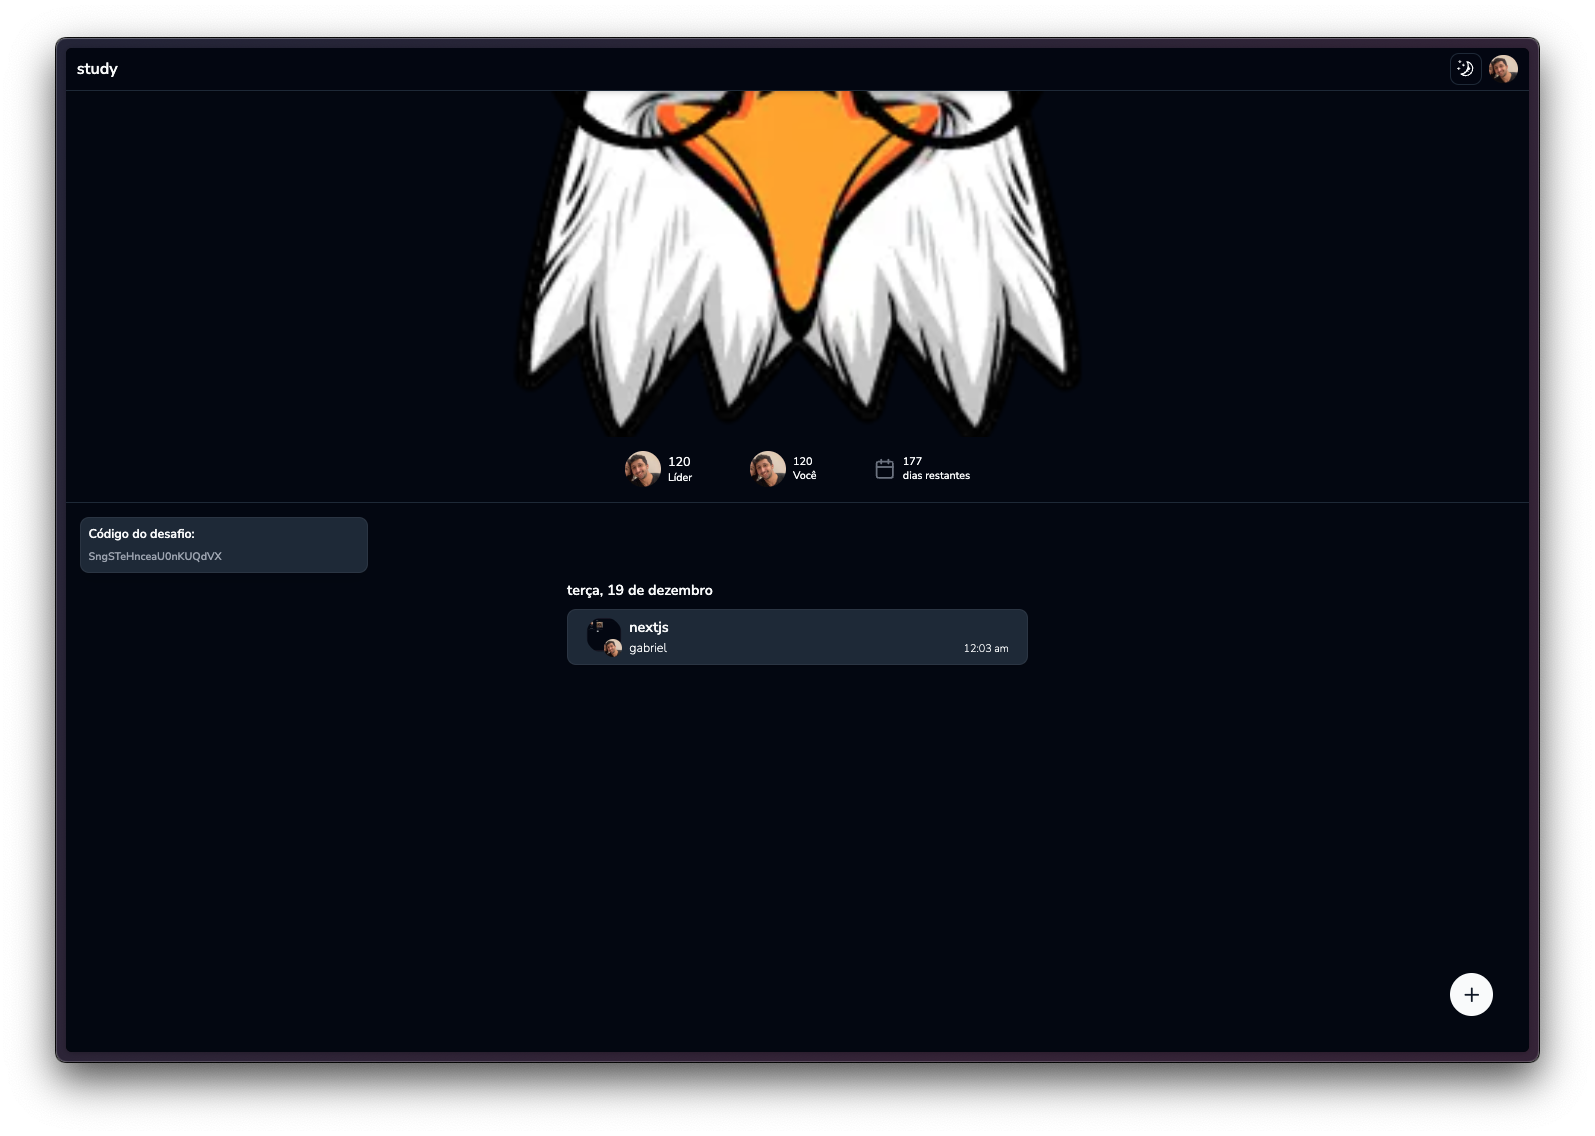 study
120
Líder
120
Você
177
dias restantes
Código do desafio:
SngSTeHnceaU0nKUQdVX
terça, 19 de dezembro
nextjs
gabriel
12:03 am